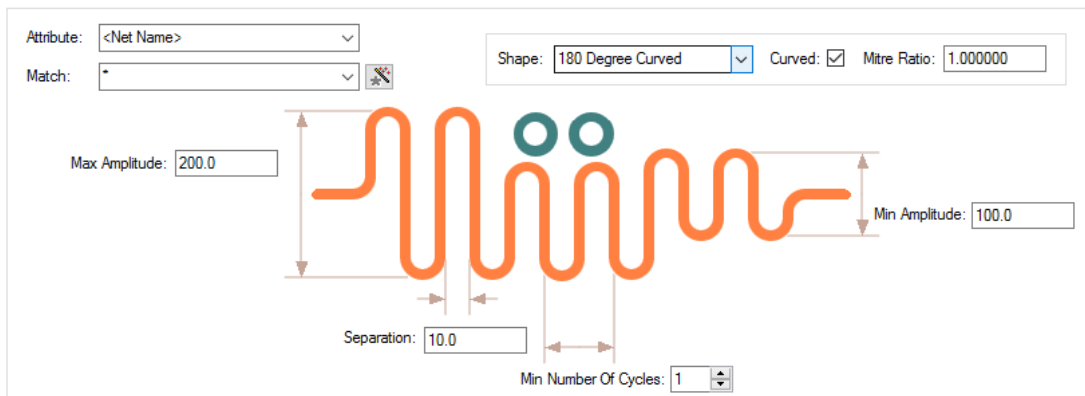 Attribute: <Net Name>
Match: *
Shape: 180 Degree Curved Curved: Mitre Ratio: 1.000000
Max Amplitude: 200.0
Min Amplitude: 100.0
Separation: 10.0
Min Number Of Cycles: 1